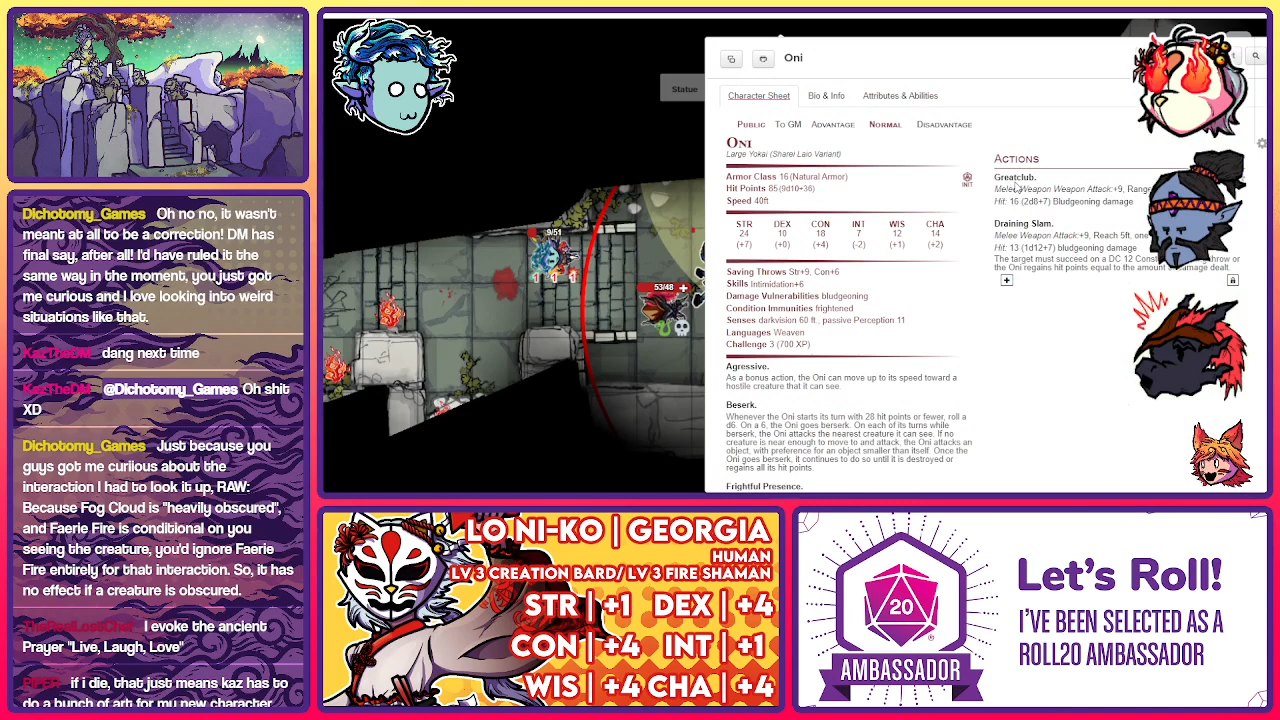 Dichotomy_Games Oh no no, it wasn't
meant at all to be a correction! DM has
final say, after all! I'd have ruled it the
same way in the moment, you just got
me curious and I love looking into weird
situations like that.
KazTheDM dang next time
KazTheDM @Dichotomy_Games Oh shit
XD
Dichotomy_Games Just because you
guys got me curiious about the
interaction I had to look it up, RAW:
Because Fog Cloud is "heavily obscured",
and Faerie Fire is conditional on you
seeing the creature, you'd ignore Faerie
Fire entirely for that interaction. So, it has
no effect if a creature is obscured.
I evoke the ancient
Prayer "Live, Laugh, Love"
if i die, that just means kaz has to
do a bunch of art for my new character
Statue
9/51
1 1 1
53/48
Oni
Character Sheet Bio & Info Attributes & Abilities
Public To GM Advantage Normal Disadvantage
Oni
Large Yokai (Sharei Laio Variant)
Armor Class 16 (Natural Armor)
Hit Points 85 (9d10+36)
Speed 40ft
INIT
STR DEX CON INT WIS CHA
24 10 18 7 12 14
(+7) (+0) (+4) (-2) (+1) (+2)
Saving Throws Str+9, Con+6
Skills Intimidation+6
Damage Vulnerabilities bludgeoning
Condition Immunities frightened
Senses darkvision 60 ft., passive Perception 11
Languages Weaven
Challenge 3 (700 XP)
Agressive.
As a bonus action, the Oni can move up to its speed toward a
hostile creature that it can see.
Beserk.
Whenever the Oni starts its turn with 28 hit points or fewer, roll a
d6. On a 6, the Oni goes berserk. On each of its turns while
berserk, the Oni attacks the nearest creature it can see. If no
creature is near enough to move to and attack, the Oni attacks an
object, with preference for an object smaller than itself. Once the
Oni goes berserk, it continues to do so until it is destroyed or
regains all its hit points.
Frightful Presence.
Actions
Greatclub.
Melee Weapon Weapon Attack: +9,
Hit: 16 (2d8+7) Bludgeoning damage
Draining Slam.
Melee Weapon Attack: +9, Reach 5ft,
Hit: 13 (1d12+7) bludgeoning damage
The target must succeed on a DC 12 or
the Oni regains hit points equal to the amount damage dealt.
LO NI-KO | GEORGIA
HUMAN
LV 3 CREATION BARD/ LV 3 FIRE SHAMAN
STR | +1 DEX | +4
CON | +4 INT | +1
WIS | +4 CHA | +4
20
®
AMBASSADOR
Let's Roll!
I'VE BEEN SELECTED AS A
ROLL20 AMBASSADOR